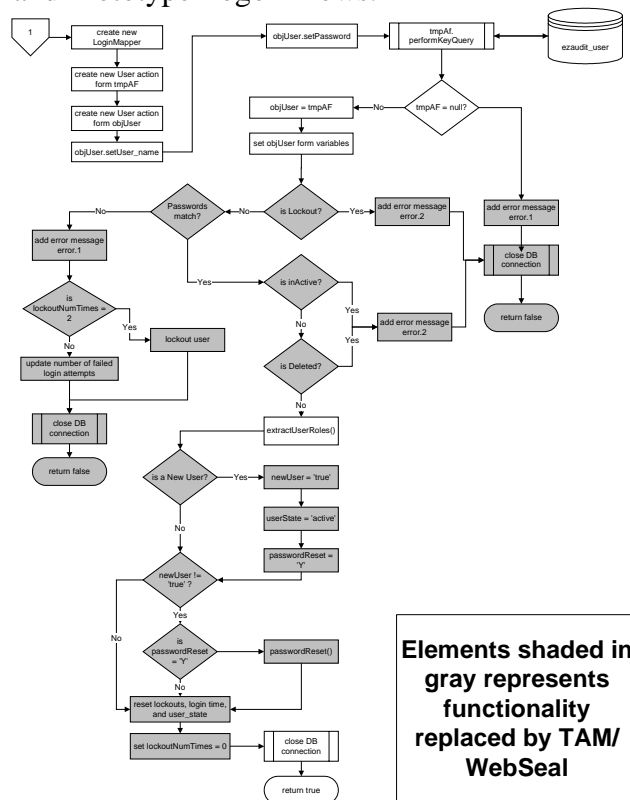 1
create new
LoginMapper
create new User action
form tmpAF
create new User action
form objUser
objUser.setUser_name
objUser.setPassword
tmpAf.
performKeyQuery
ezaudit_user
tmpAF = null?
No
objUser = tmpAF
set objUser form variables
is Lockout?
Yes
add error message
error.2
add error message
error.1
close DB
connection
return false
No
Passwords
match?
No
add error message
error.1
is
lockoutNumTimes =
2
Yes
lockout user
No
update number of failed
login attempts
close DB
connection
return false
Yes
is inActive?
Yes
No
Yes
add error message
error.2
is Deleted?
No
extractUserRoles()
is a New User?
Yes
newUser = 'true'
userState = 'active'
passwordReset =
'Y'
No
newUser !=
'true' ?
Yes
No
is
passwordReset
= 'Y'
passwordReset()
No
reset lockouts, login time,
and user_state
set lockoutNumTimes = 0
close DB
connection
return true
Elements shaded in
gray represents
functionality
replaced by TAM/
WebSeal